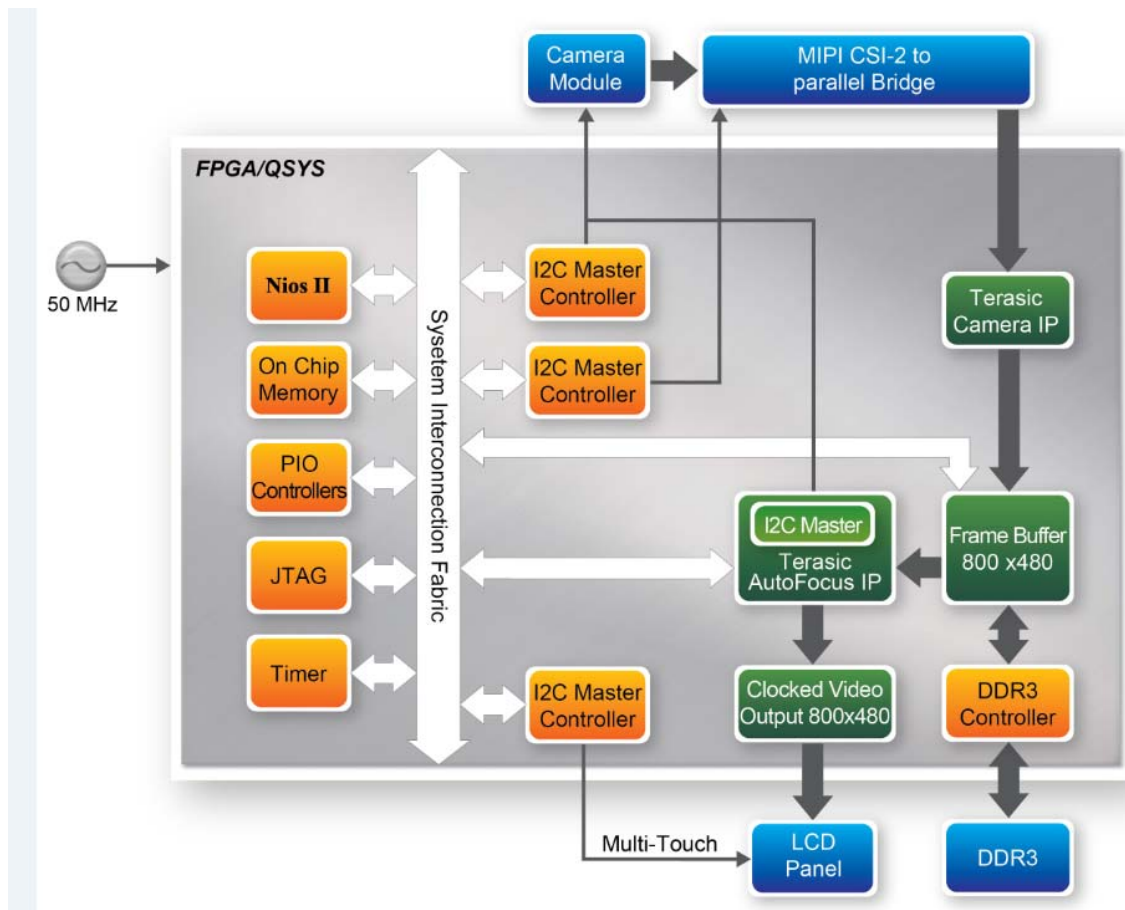 Camera
Module
MIPI CSI-2 to
parallel Bridge
FPGA/QSYS
50 MHz
Nios II
On Chip
Memory
PIO
Controllers
JTAG
Timer
Sysetem Interconnection Fabric
I2C Master
Controller
I2C Master
Controller
Terasic
Camera IP
I2C Master
Terasic
AutoFocus IP
Frame Buffer
800 x480
I2C Master
Controller
Clocked Video
Output 800x480
DDR3
Controller
Multi-Touch
LCD
Panel
DDR3